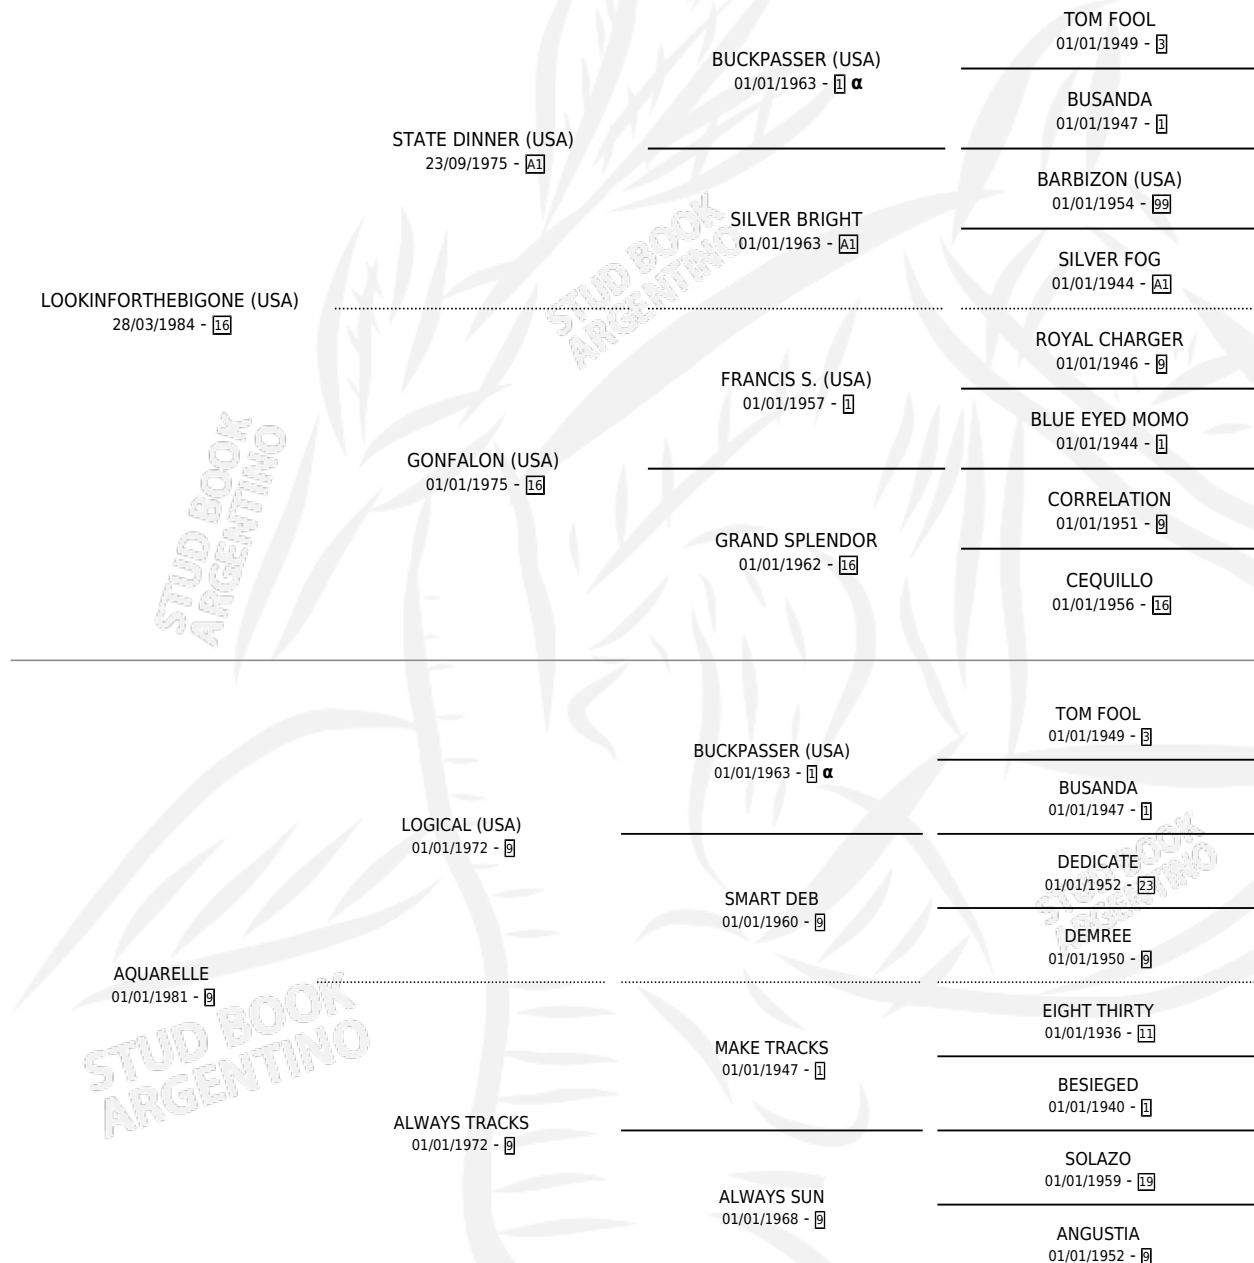 TOM FOOL
01/01/1949 - 3
BUCKPASSER (USA)
01/01/1963 - 1 α
BUSANDA
01/01/1947 - 1
STATE DINNER (USA)
23/09/1975 - A1
BARBIZON (USA)
01/01/1954 - 99
SILVER BRIGHT
01/01/1963 - A1
SILVER FOG
01/01/1944 - A1
LOOKINFORTHEBIGONE (USA)
28/03/1984 - 16
ROYAL CHARGER
01/01/1946 - 9
FRANCIS S. (USA)
01/01/1957 - 1
BLUE EYED MOMO
01/01/1944 - 1
GONFALON (USA)
01/01/1975 - 16
CORRELATION
01/01/1951 - 9
GRAND SPLENDOR
01/01/1962 - 16
CEQUILLO
01/01/1956 - 16
TOM FOOL
01/01/1949 - 3
BUCKPASSER (USA)
01/01/1963 - 1 α
BUSANDA
01/01/1947 - 1
LOGICAL (USA)
01/01/1972 - 9
DEDICATE
01/01/1952 - 23
SMART DEB
01/01/1960 - 9
DEMREE
01/01/1950 - 9
AQUARELLE
01/01/1981 - 9
EIGHT THIRTY
01/01/1936 - 11
MAKE TRACKS
01/01/1947 - 1
BESIEGED
01/01/1940 - 1
ALWAYS TRACKS
01/01/1972 - 9
SOLAZO
01/01/1959 - 19
ALWAYS SUN
01/01/1968 - 9
ANGUSTIA
01/01/1952 - 9
STUD BOOK
ARGENTINO
STUD BOOK
ARGENTINO
STUD BOOK
ARGENTINO
STUD BOOK
ARGENTINO